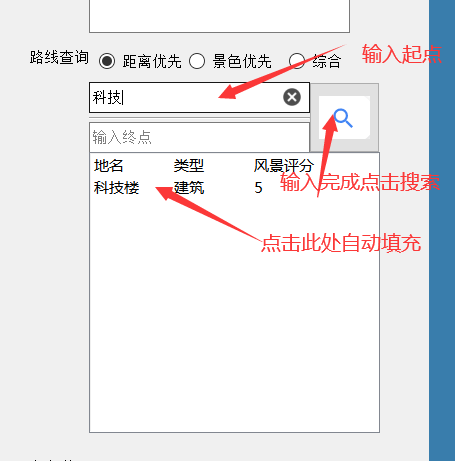 路线查询 距离优先 景色优先 综合
输入起点
科技
输入终点
地名 类型 风景评分
输入完成点击搜索
科技楼 建筑 5
点击此处自动填充